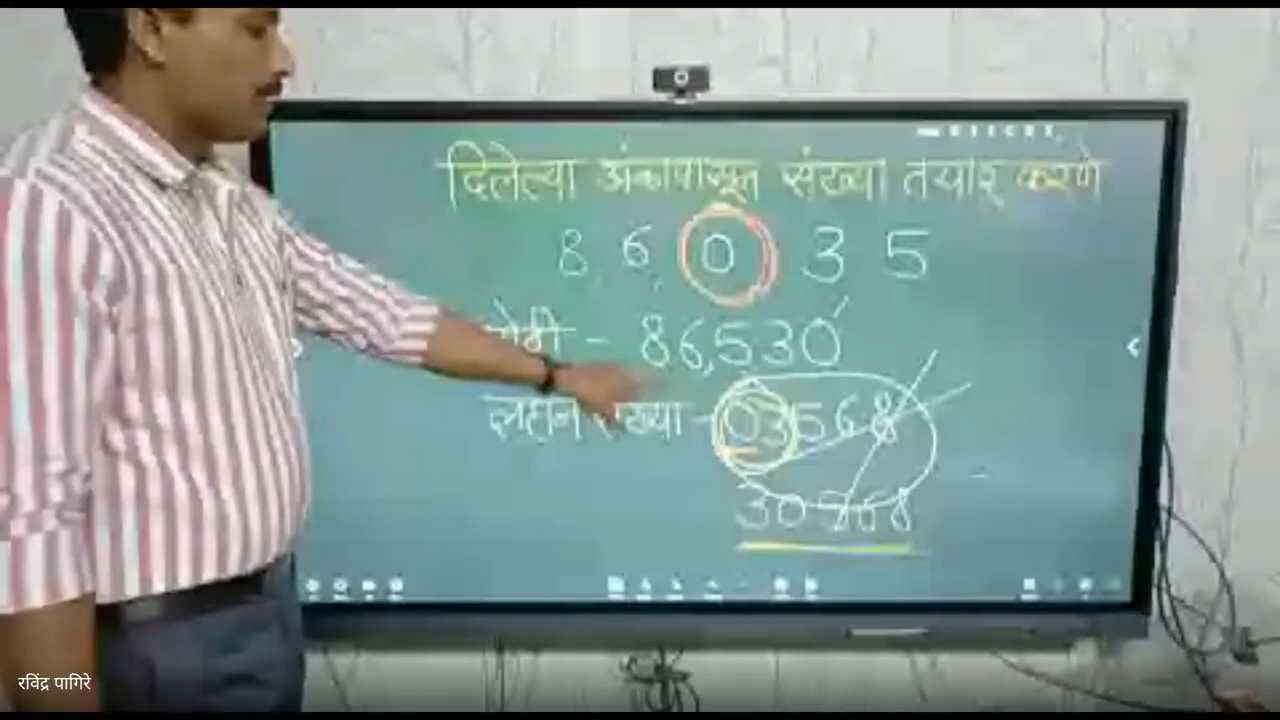 दिलेल्या अंकापासून संख्या तयार करणे
8 6 0 3 5
मोठी - 86,530
लहान संख्या - 03568
30568
रविंद्र पागिरे